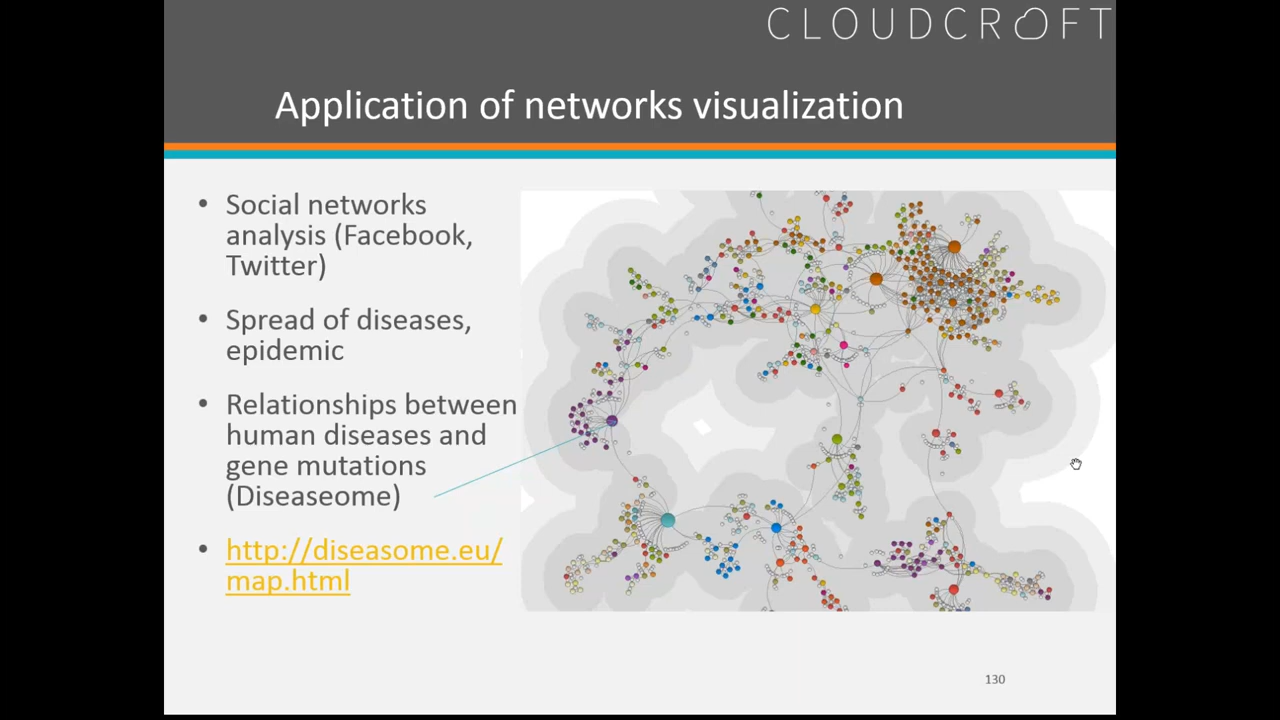 CLOUDCROFT
Application of networks visualization
• Social networks
analysis (Facebook,
Twitter)
• Spread of diseases,
epidemic
• Relationships between
human diseases and
gene mutations
(Diseaseome)
• http://diseasome.eu/
map.html
130